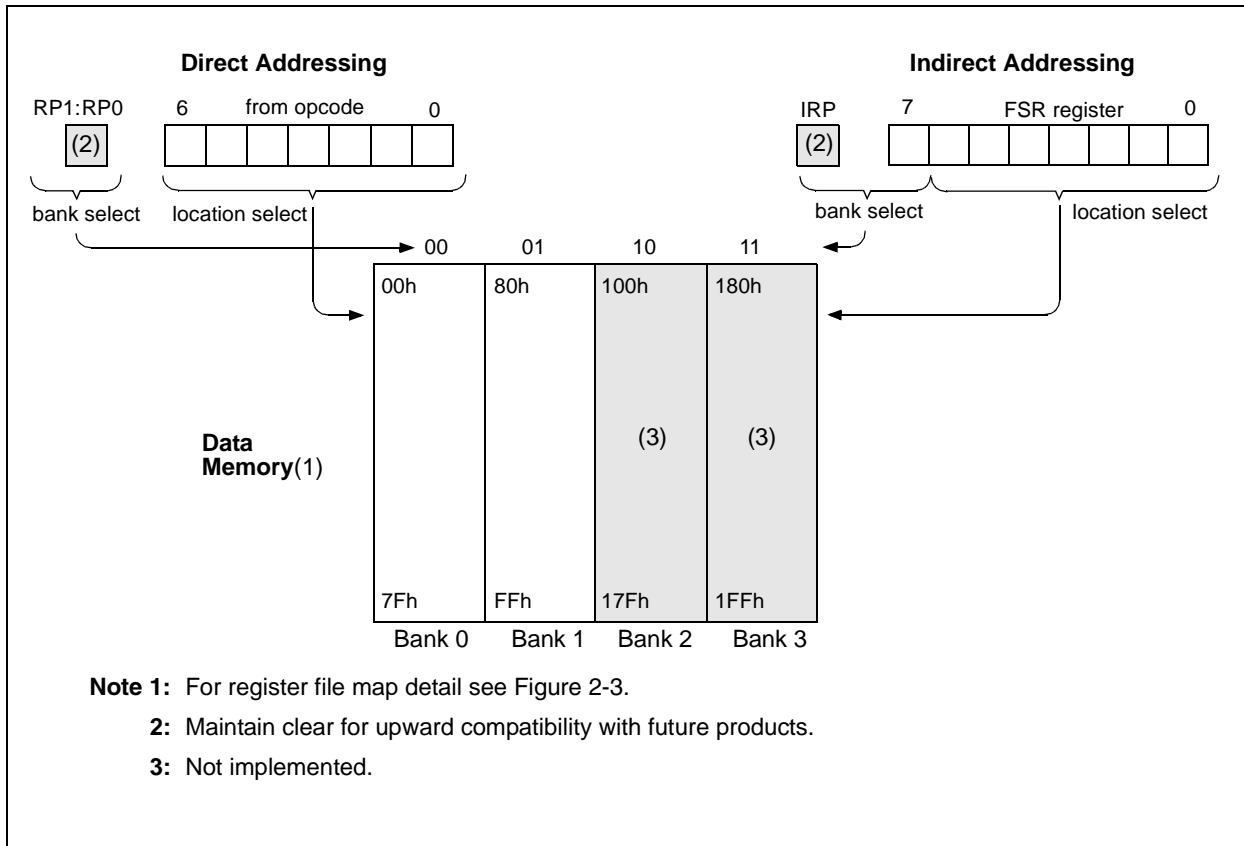 Direct Addressing
Indirect Addressing
RP1:RP0 6 from opcode 0
IRP 7 FSR register 0
(2)
(2)
bank select location select
bank select location select
00 01 10 11
00h 80h 100h 180h
Data
Memory(1)
(3) (3)
7Fh FFh 17Fh 1FFh
Bank 0 Bank 1 Bank 2 Bank 3
Note 1: For register file map detail see Figure 2-3.
2: Maintain clear for upward compatibility with future products.
3: Not implemented.